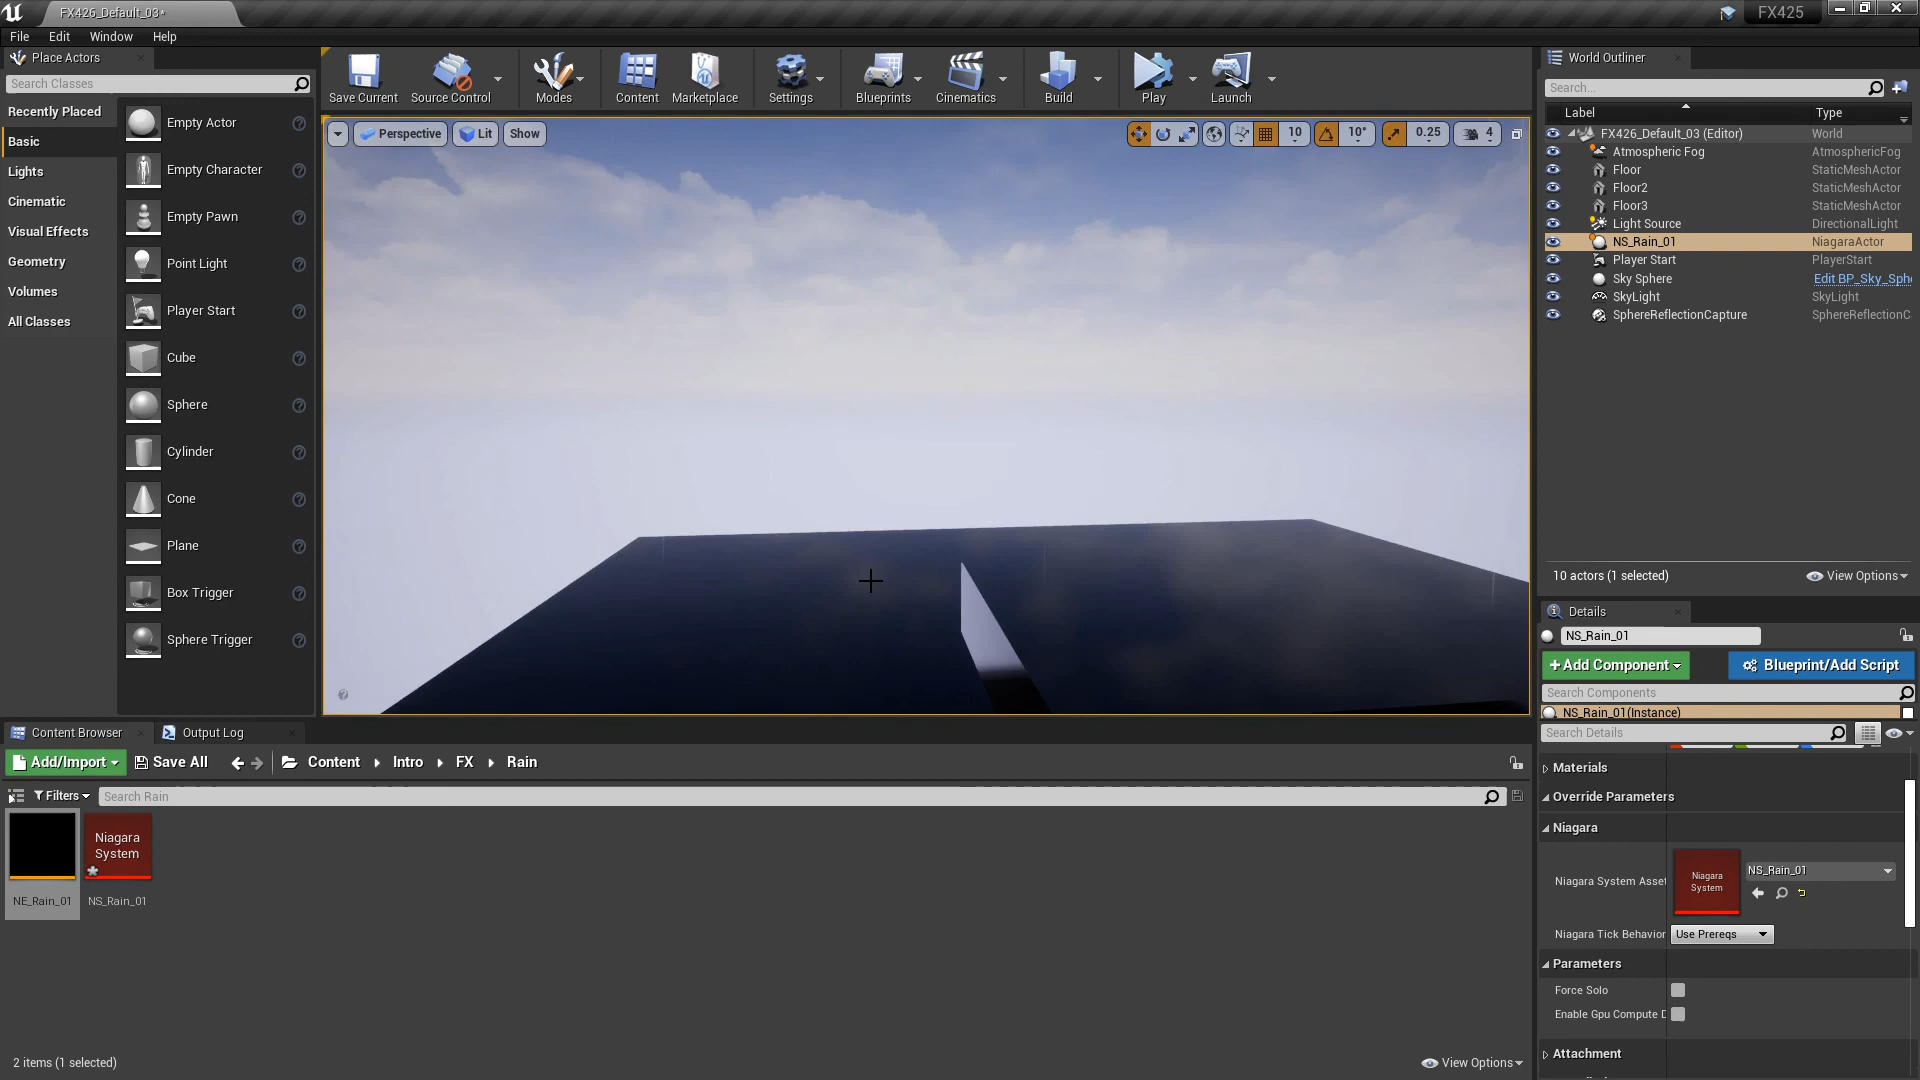 FX426_Default_03•
FX425
File Edit Window Help
Place Actors
Search Classes
Recently Placed
Basic
Lights
Cinematic
Visual Effects
Geometry
Volumes
All Classes
Empty Actor
Empty Character
Empty Pawn
Point Light
Player Start
Cube
Sphere
Cylinder
Cone
Plane
Box Trigger
Sphere Trigger
Save Current
Source Control
Modes
Content
Marketplace
Settings
Blueprints
Cinematics
Build
Play
Launch
Perspective Lit Show
10 10° 0.25 4
World Outliner
Search...
Label Type
FX426_Default_03 (Editor) World
Atmospheric Fog AtmosphericFog
Floor StaticMeshActor
Floor2 StaticMeshActor
Floor3 StaticMeshActor
Light Source DirectionalLight
NS_Rain_01 NiagaraActor
Player Start PlayerStart
Sky Sphere Edit BP_Sky_Sph
SkyLight SkyLight
SphereReflectionCapture SphereReflectionC
10 actors (1 selected) View Options
Details
NS_Rain_01
+Add Component Blueprint/Add Script
Search Components
NS_Rain_01(Instance)
Search Details
Materials
Override Parameters
Niagara
Niagara System Asset
Niagara System
NS_Rain_01
Niagara Tick Behavior Use Prereqs
Parameters
Force Solo
Enable Gpu Compute D
Attachment
Content Browser Output Log
Add/Import Save All Content Intro FX Rain
Filters Search Rain
Niagara System
NE_Rain_01 NS_Rain_01
2 items (1 selected) View Options